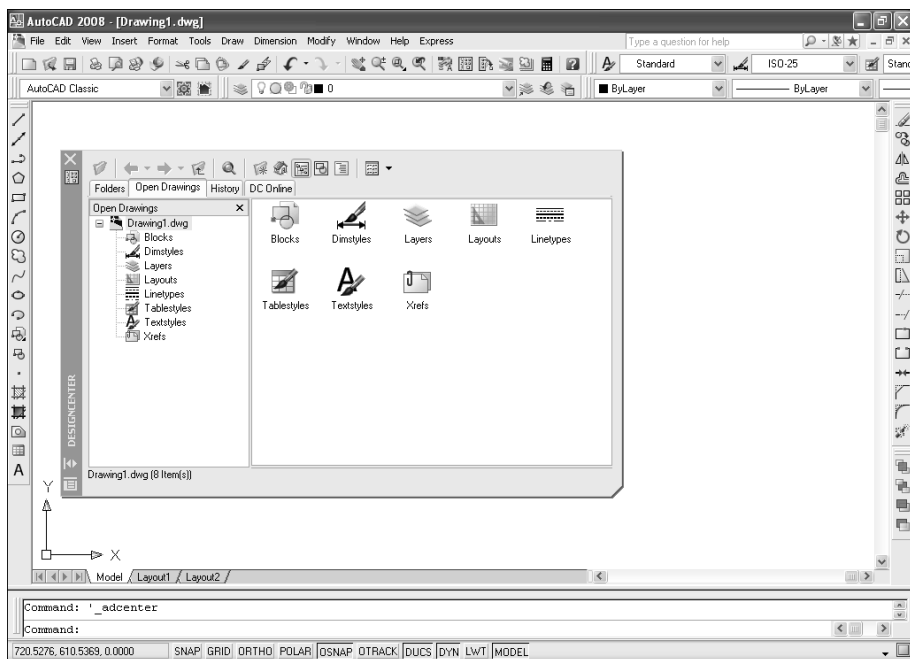 AutoCAD 2008 - [Drawing1.dwg]
File Edit View Insert Format Tools Draw Dimension Modify Window Help Express
Type a question for help
Standard
ISO-25
AutoCAD Classic
0
ByLayer
ByLayer
Folders Open Drawings History DC Online
Open Drawings
Drawing1.dwg
Blocks
Dimstyles
Layers
Layouts
Linetypes
Tablestyles
Textstyles
Xrefs
Blocks Dimstyles Layers Layouts Linetypes
Tablestyles Textstyles Xrefs
DESIGNCENTER
Drawing1.dwg (8 Item(s))
Y
X
Model Layout1 Layout2
Command: '_adcenter
Command:
720.5276, 610.5369, 0.0000 SNAP GRID ORTHO POLAR OSNAP OTRACK DUCS DYN LWT MODEL